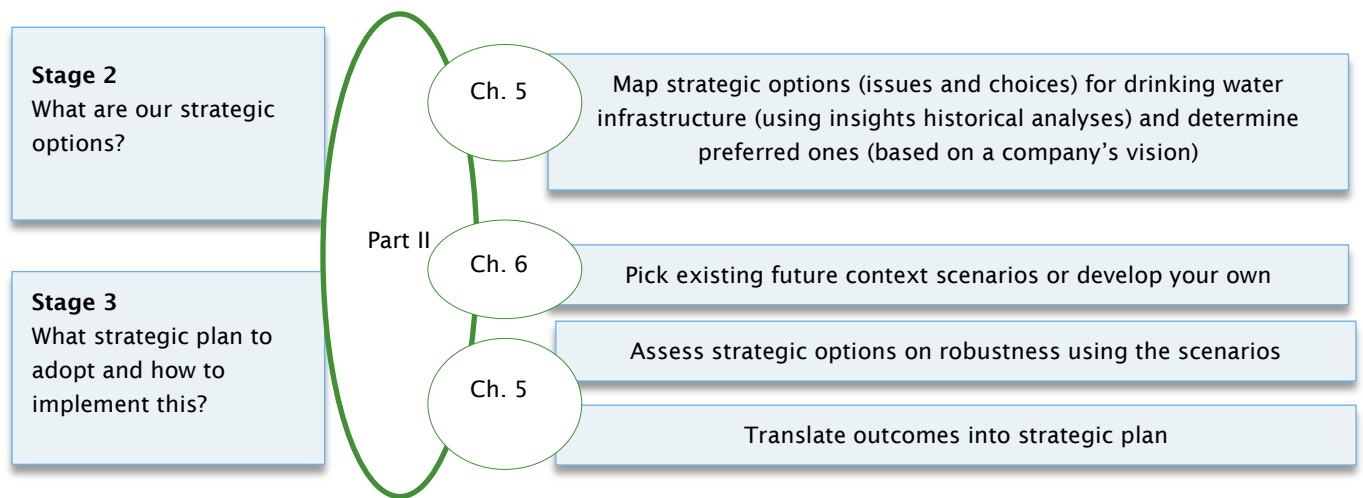 Stage 2
What are our strategic
options?
Stage 3
What strategic plan to
adopt and how to
implement this?
Part II
Ch. 5
Map strategic options (issues and choices) for drinking water
infrastructure (using insights historical analyses) and determine
preferred ones (based on a company's vision)
Ch. 6
Pick existing future context scenarios or develop your own
Ch. 5
Assess strategic options on robustness using the scenarios
Translate outcomes into strategic plan